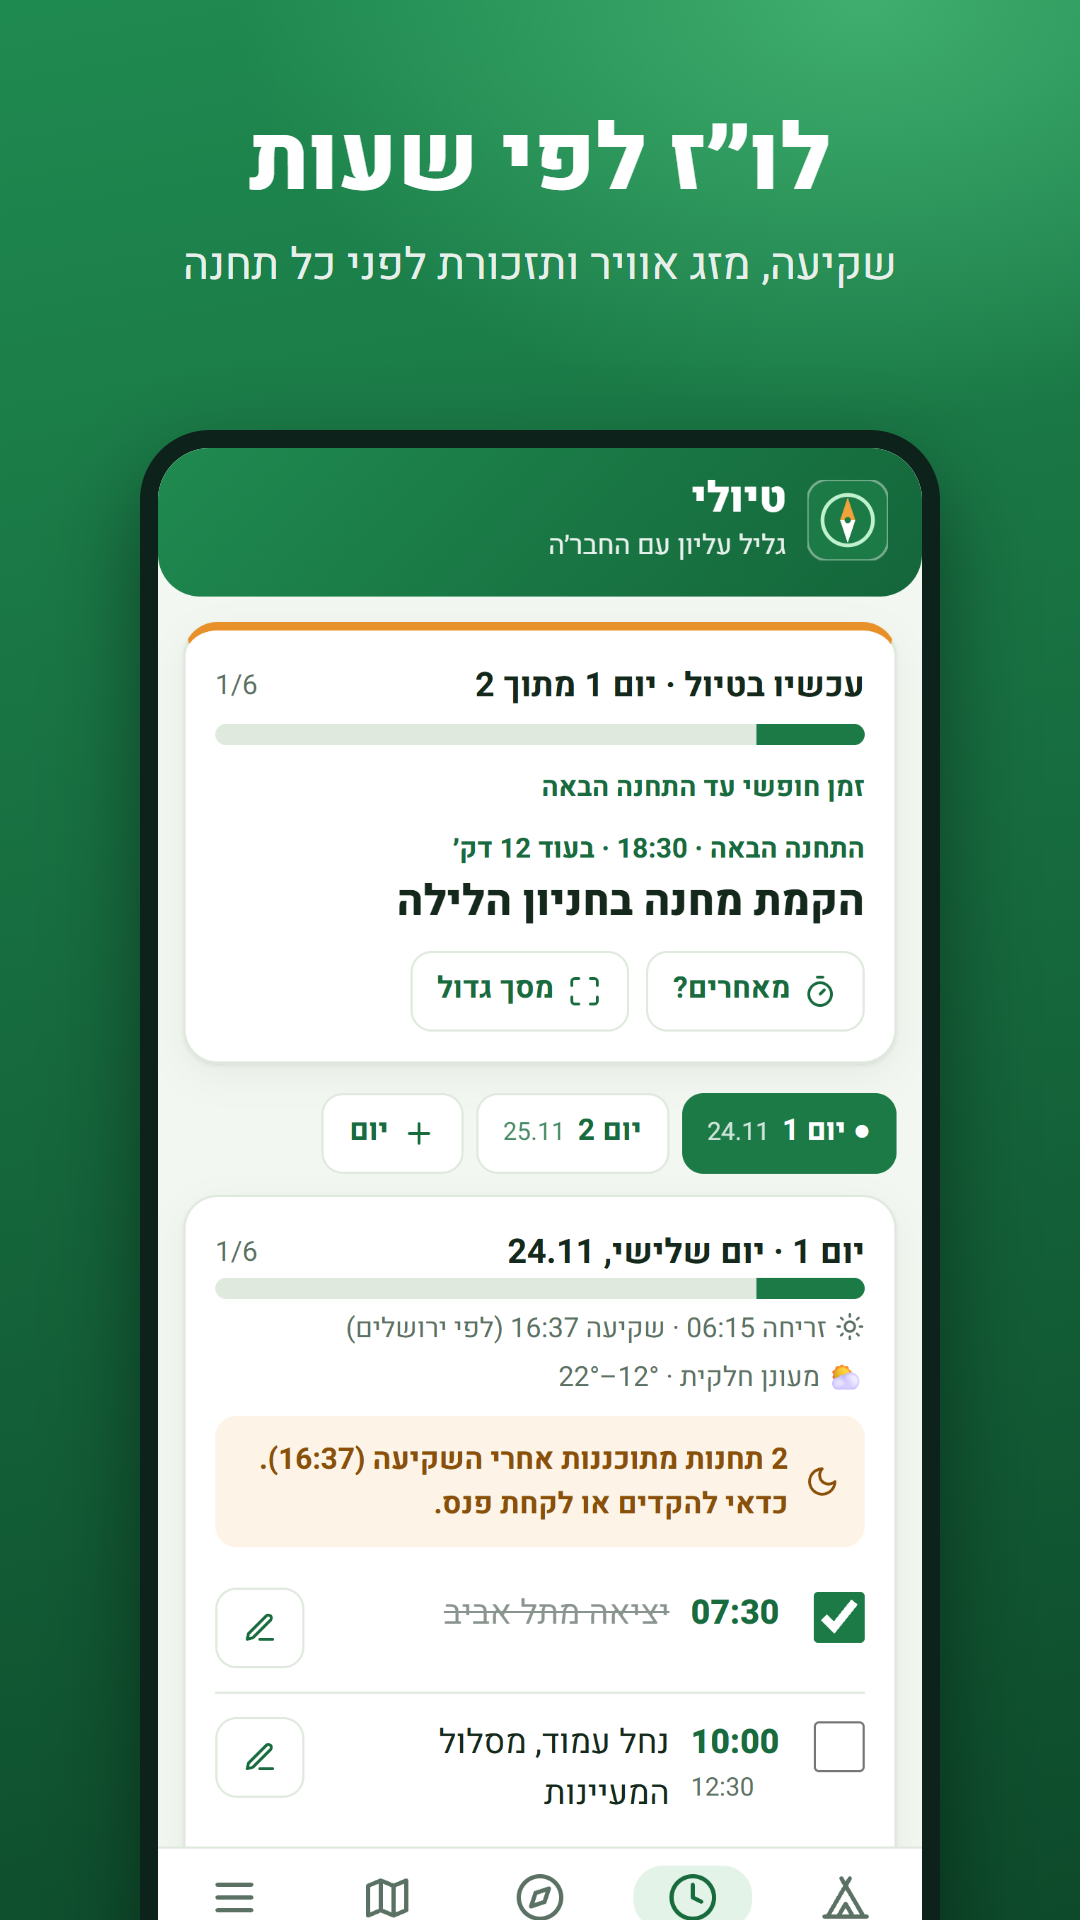 לו״ז לפי שעות
שקיעה, מזג אוויר ותזכורת לפני כל תחנה
טיולי
גליל עליון עם החבר׳ה
עכשיו בטיול · יום 1 מתוך 2
1/6
זמן חופשי עד התחנה הבאה
התחנה הבאה · 18:30 · בעוד 12 דק׳
הקמת מחנה בחניון הלילה
מאחרים?
מסך גדול
יום 1 24.11
יום 2 25.11
+ יום
יום 1 · יום שלישי, 24.11
1/6
זריחה 06:15 · שקיעה 16:37 (לפי ירושלים)
מעונן חלקית · 12°–22°
2 תחנות מתוכננות אחרי השקיעה (16:37).
כדאי להקדים או לקחת פנס.
07:30 יציאה מתל אביב
10:00 נחל עמוד, מסלול
12:30 המעיינות